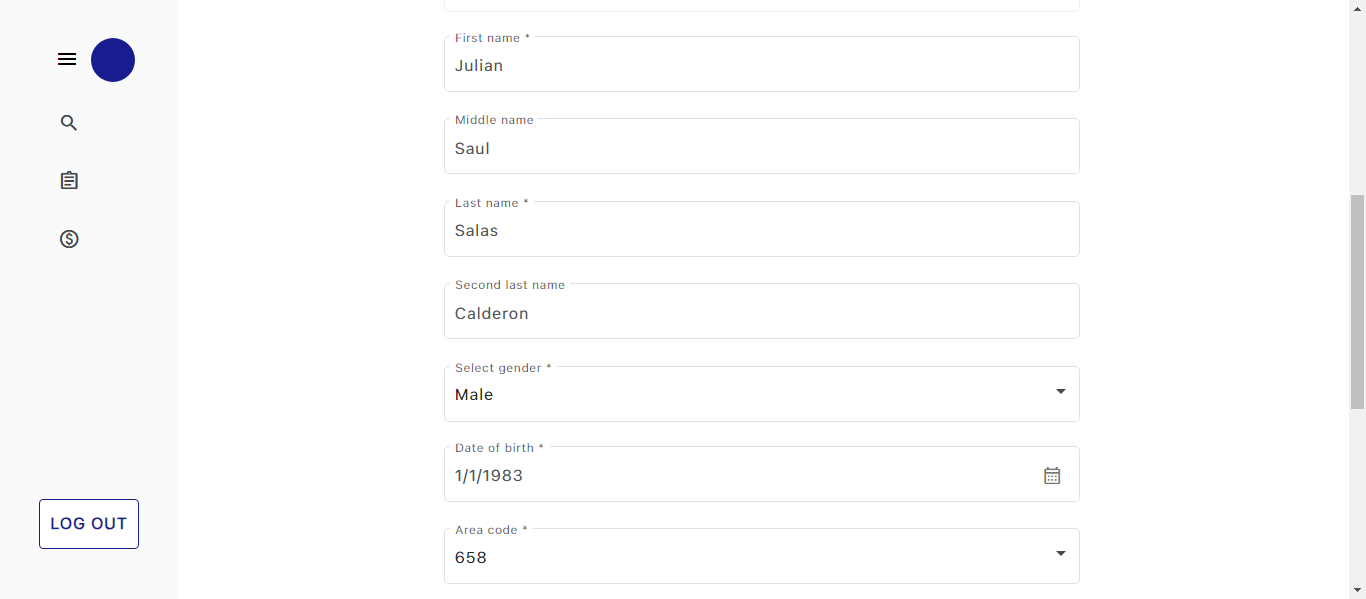 First name *
Julian
Middle name
Saul
Last name *
Salas
Second last name
Calderon
Select gender *
Male
Date of birth *
1/1/1983
Area code *
658
LOG OUT